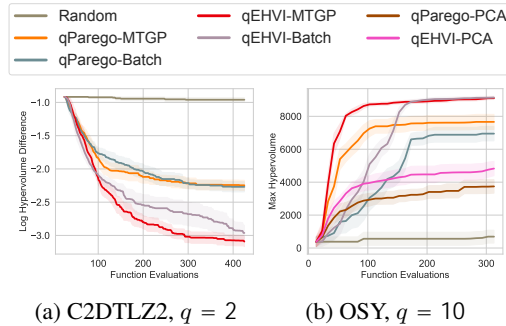 Random
qEHVI-MTGP
qParego-PCA
qParego-MTGP
qEHVI-Batch
qEHVI-PCA
qParego-Batch
Log Hypervolume Difference
−1.0
−1.5
−2.0
−2.5
−3.0
100
200
300
400
Function Evaluations
Max Hypervolume
8000
6000
4000
2000
0
0
100
200
300
Function Evaluations
(a) C2DTLZ2, q = 2
(b) OSY, q = 10